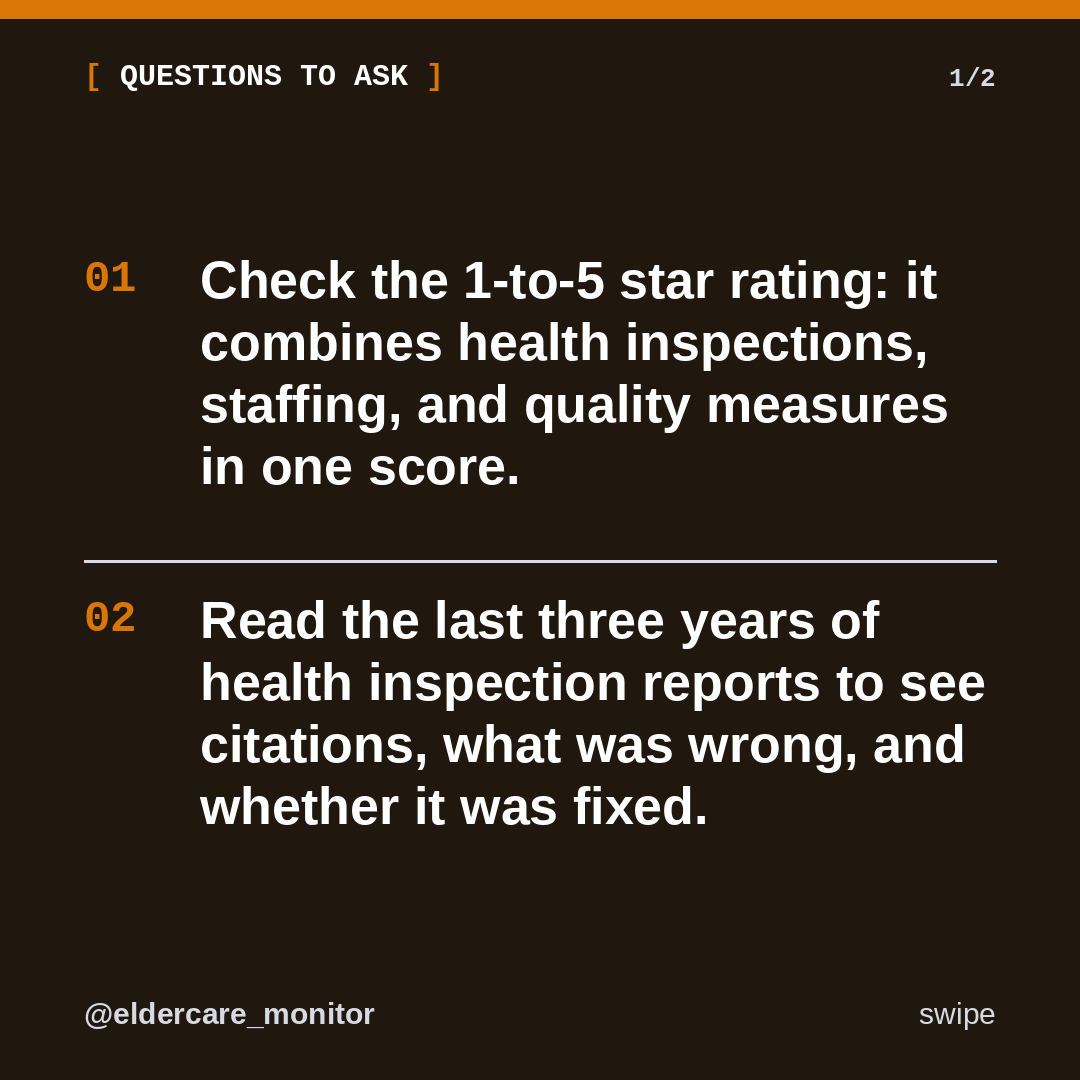 [ QUESTIONS TO ASK ]
1/2
01
Check the 1-to-5 star rating: it
combines health inspections,
staffing, and quality measures
in one score.
02
Read the last three years of
health inspection reports to see
citations, what was wrong, and
whether it was fixed.
@eldercare_monitor
swipe